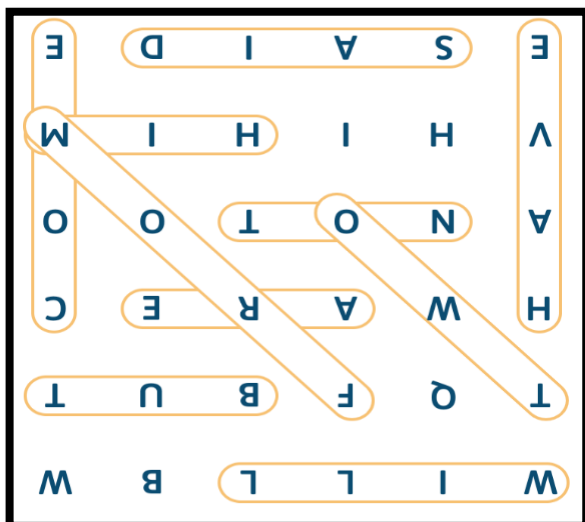 W I L L B W
T Q F B U T
H W A R E C
A N O T O O
V H I H I M
E S A I D E